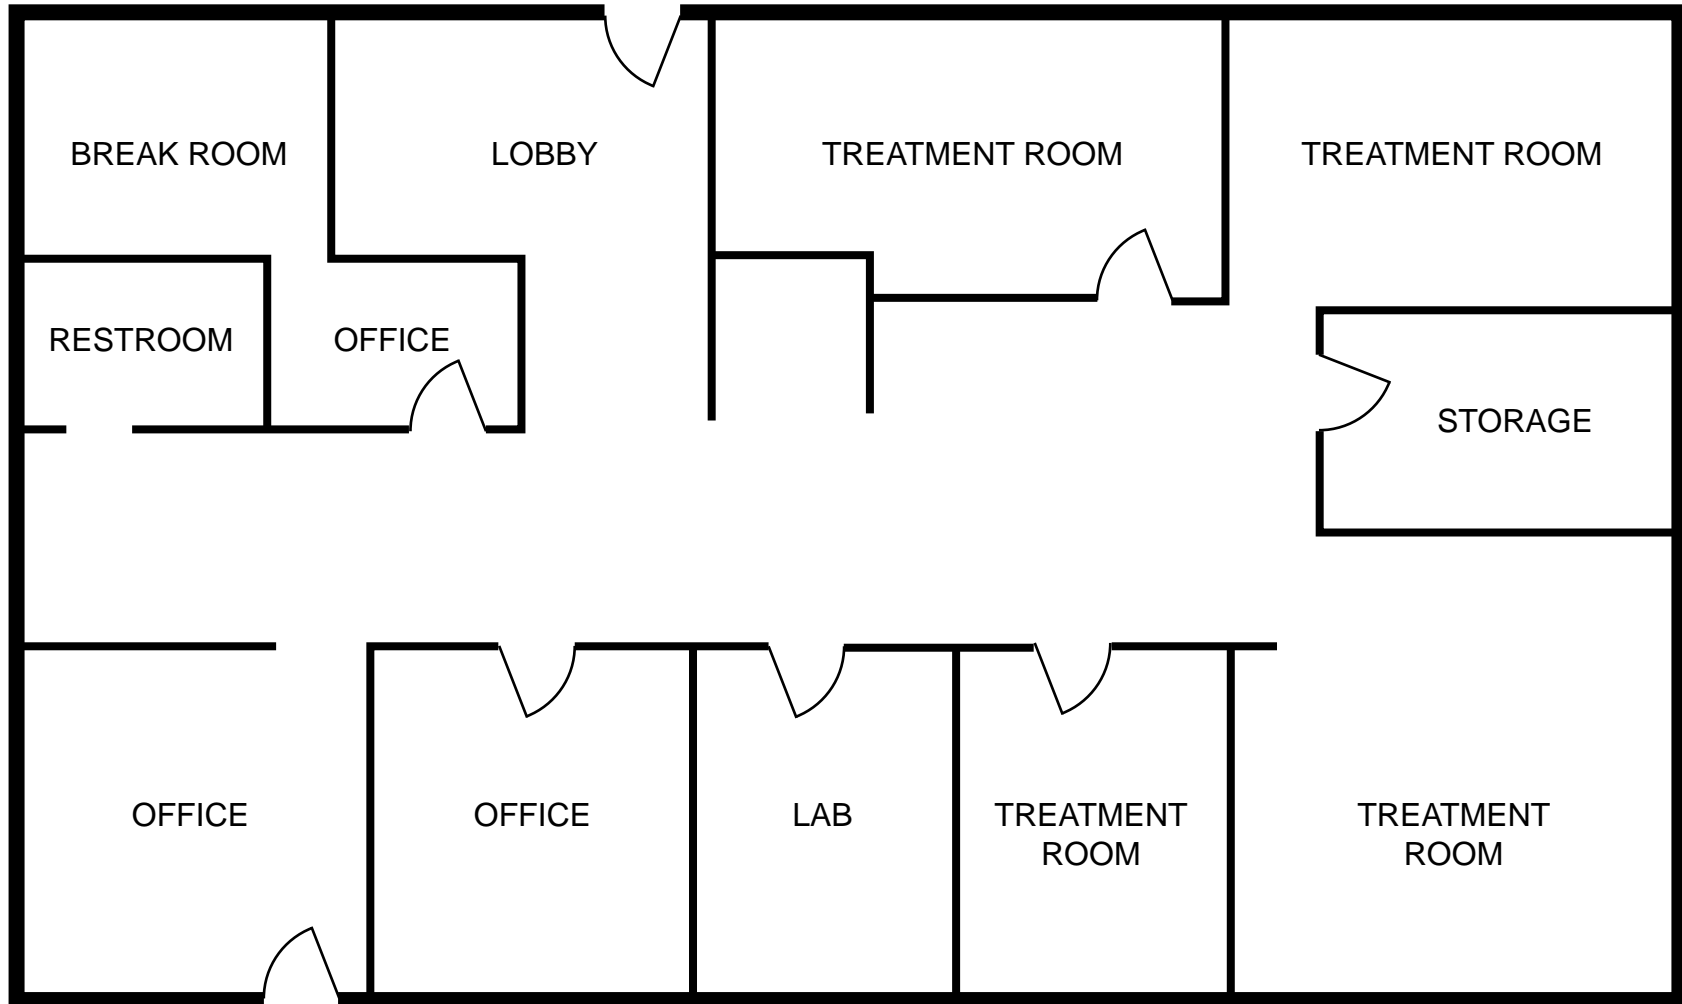 BREAK ROOM
LOBBY
TREATMENT ROOM
TREATMENT ROOM
RESTROOM
OFFICE
STORAGE
OFFICE
OFFICE
LAB
TREATMENT
ROOM
TREATMENT
ROOM